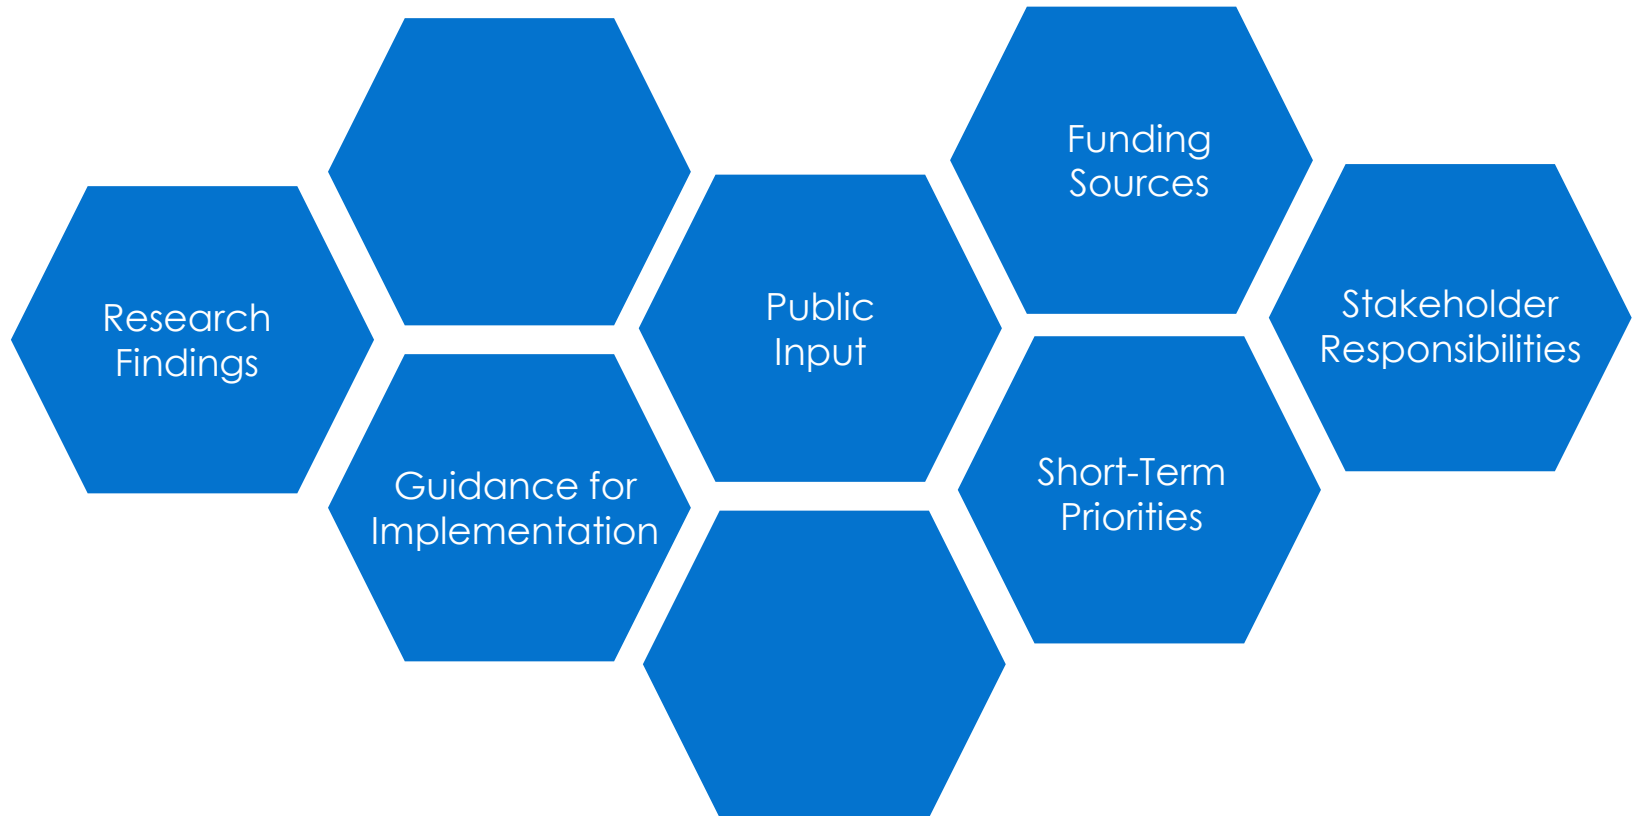 Research
Findings
Guidance for
Implementation
Public
Input
Funding
Sources
Short-Term
Priorities
Stakeholder
Responsibilities